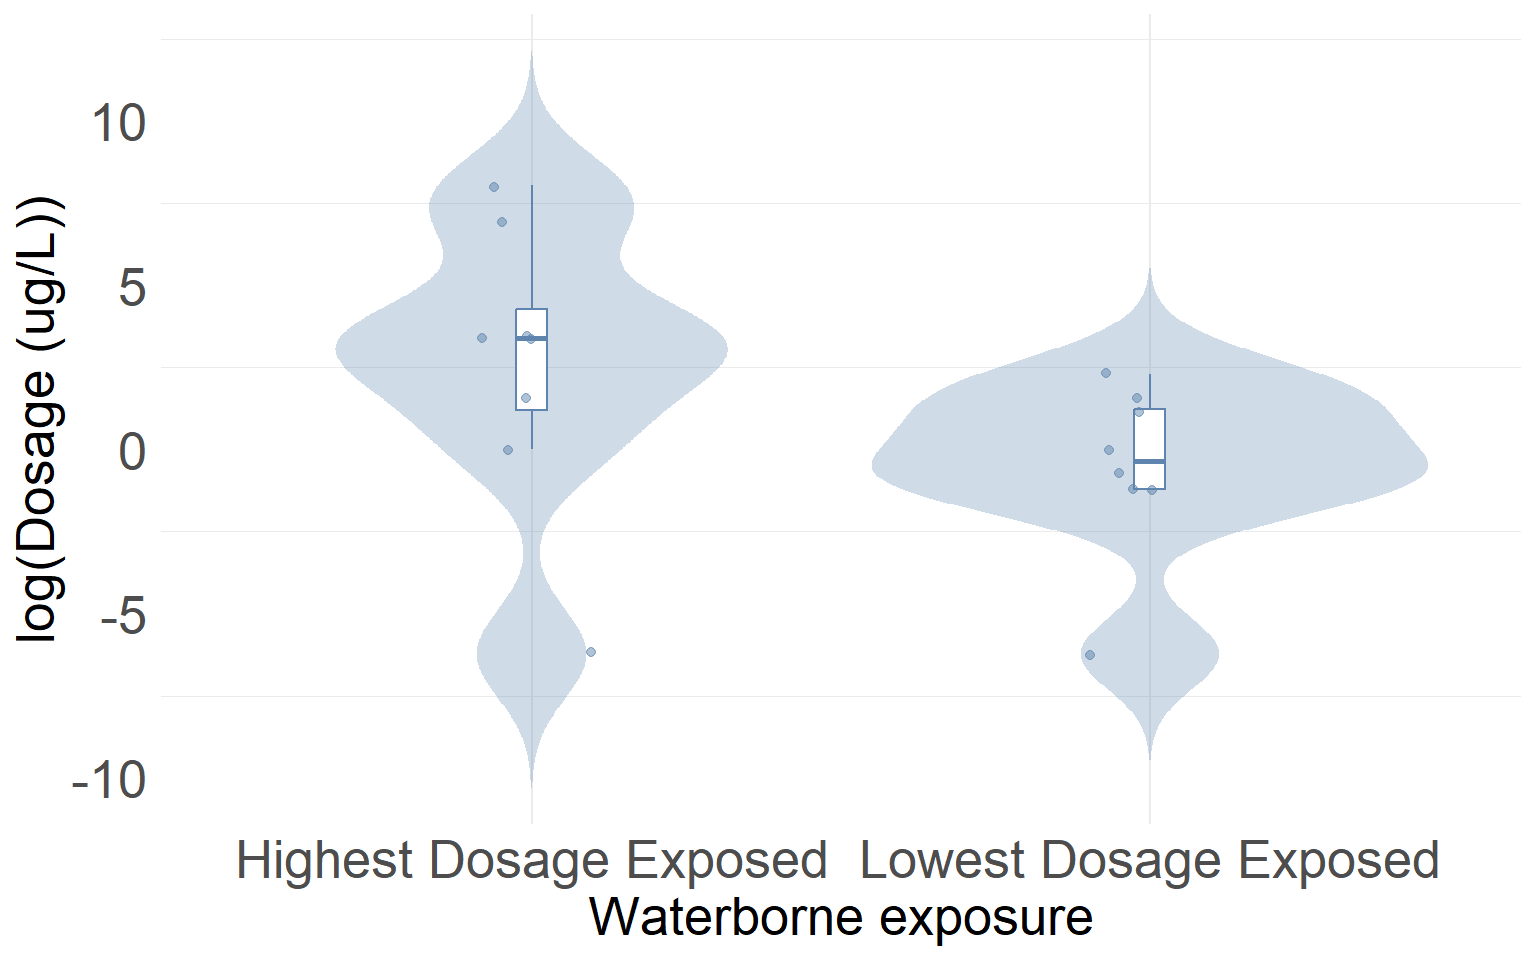 log(Dosage (ug/L))
10
5
0
-5
-10
Highest Dosage Exposed
Lowest Dosage Exposed
Waterborne exposure